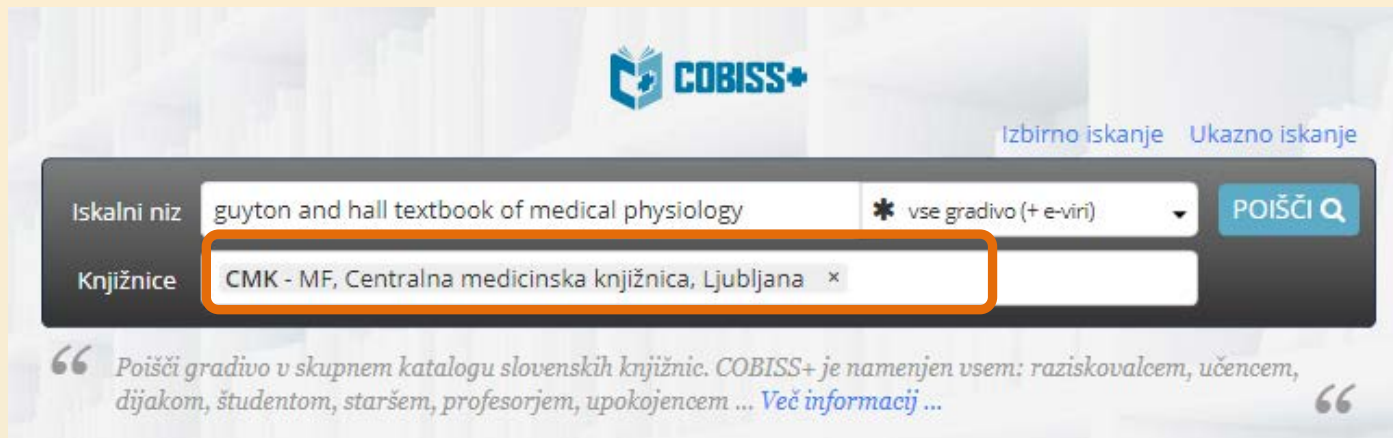 COBISS+
Izbirno iskanje Ukazno iskanje
Iskalni niz guyton and hall textbook of medical physiology ✱ vse gradivo (+ e-viri) POIŠČI
Knjižnice CMK - MF, Centralna medicinska knjižnica, Ljubljana ×
“ Poišči gradivo v skupnem katalogu slovenskih knjižnic. COBISS+ je namenjen vsem: raziskovalcem, učencem,
dijakom, študentom, staršem, profesorjem, upokojencem ... Več informacij ... “